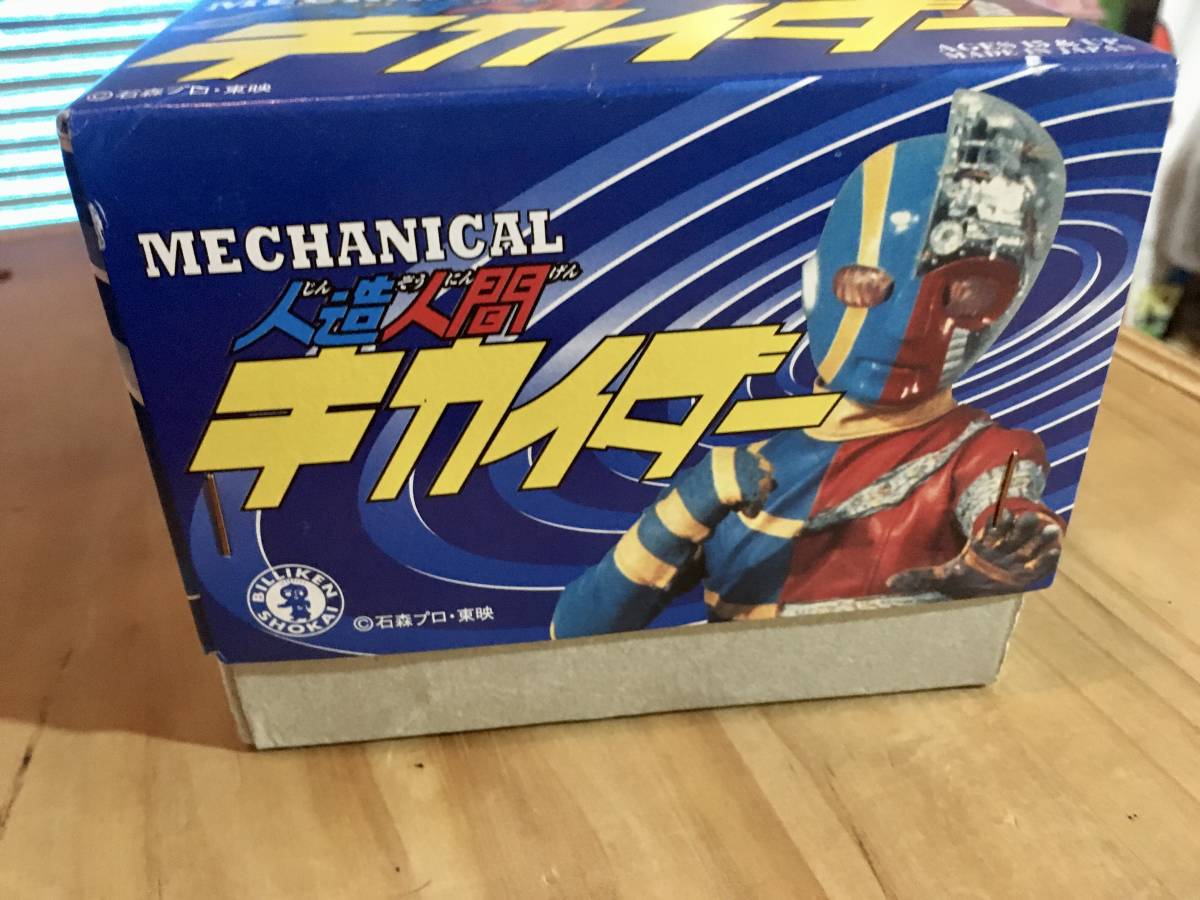 キカイダー
©石森プロ・東映
MECHANICAL
じん ぞう にん げん
人造人間
キカイダー
BILLIKEN
SHOKAI
©石森プロ・東映